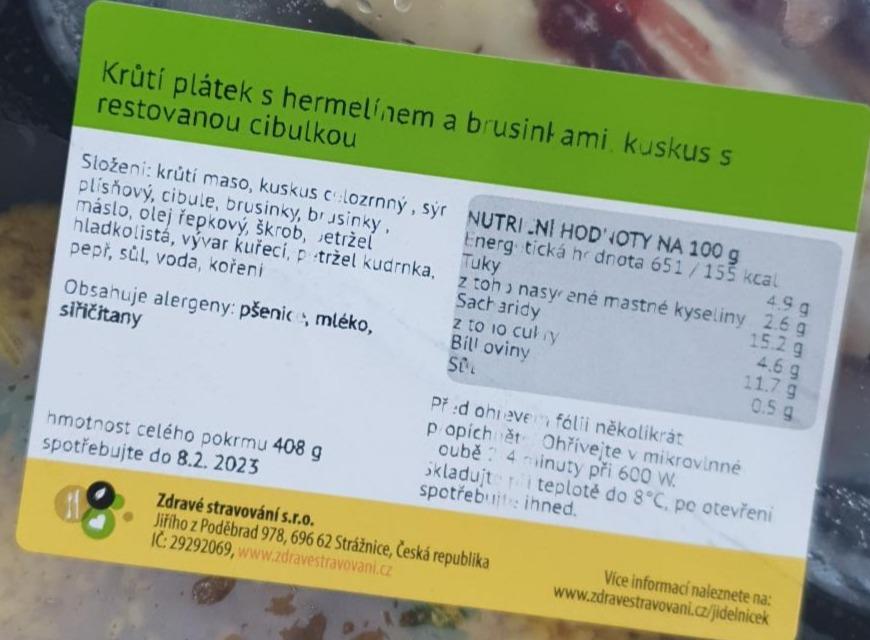 Krůtí plátek s hermelínem a brusinkami, kuskus s
restovanou cibulkou
Složení: krůtí maso, kuskus celozrnný, sýr
plísňový, cibule, brusinky, brusinky,
máslo, olej řepkový, škrob, petržel
hladkolistá, vývar kuřecí, petržel kudrnka,
pepř, sůl, voda, koření
Obsahuje alergeny: pšenice, mléko,
siřičitany
hmotnost celého pokrmu 408 g
spotřebujte do 8.2. 2023
NUTRIČNÍ HODNOTY NA 100 g
Energetická hodnota 651 / 155 kcal
Tuky 4.9 g
z toho nasycené mastné kyseliny 2.6 g
Sacharidy 15.2 g
z toho cukry 4.6 g
Bílkoviny 11.7 g
Sůl 0.5 g
Před ohřevem fólii několikrát
propíchněte. Ohřívejte v mikrovlnné
troubě 4 minuty při 600 W.
Skladujte při teplotě do 8°C, po otevření
spotřebujte ihned.
Zdravé stravování s.r.o.
Jiřího z Poděbrad 978, 696 62 Strážnice, Česká republika
IČ: 29292069, www.zdravestravovani.cz
Více informací naleznete na:
www.zdravestravovani.cz/jidelnicek